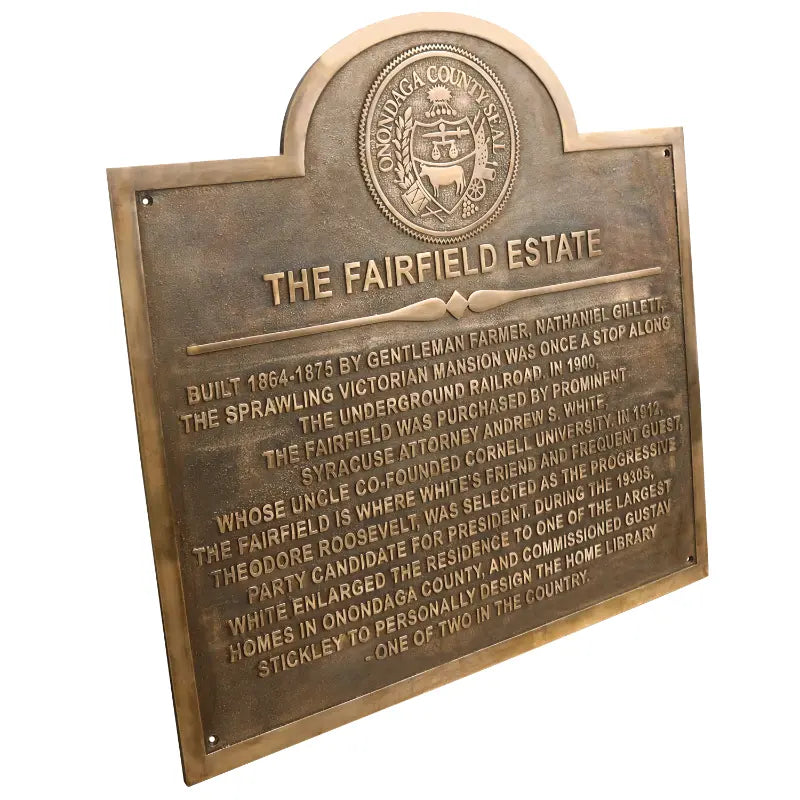 ONONDAGA COUNTY SEAL
THE FAIRFIELD ESTATE
BUILT 1864-1875 BY GENTLEMAN FARMER, NATHANIEL GILLETT,
THE SPRAWLING VICTORIAN MANSION WAS ONCE A STOP ALONG
THE UNDERGROUND RAILROAD. IN 1900,
THE FAIRFIELD WAS PURCHASED BY PROMINENT
SYRACUSE ATTORNEY ANDREW S. WHITE,
WHOSE UNCLE CO-FOUNDED CORNELL UNIVERSITY. IN 1912,
THE FAIRFIELD IS WHERE WHITE'S FRIEND AND FREQUENT GUEST,
THEODORE ROOSEVELT, WAS SELECTED AS THE PROGRESSIVE
PARTY CANDIDATE FOR PRESIDENT. DURING THE 1930S,
WHITE ENLARGED THE RESIDENCE TO ONE OF THE LARGEST
HOMES IN ONONDAGA COUNTY, AND COMMISSIONED GUSTAV
STICKLEY TO PERSONALLY DESIGN THE HOME LIBRARY
-ONE OF TWO IN THE COUNTRY.